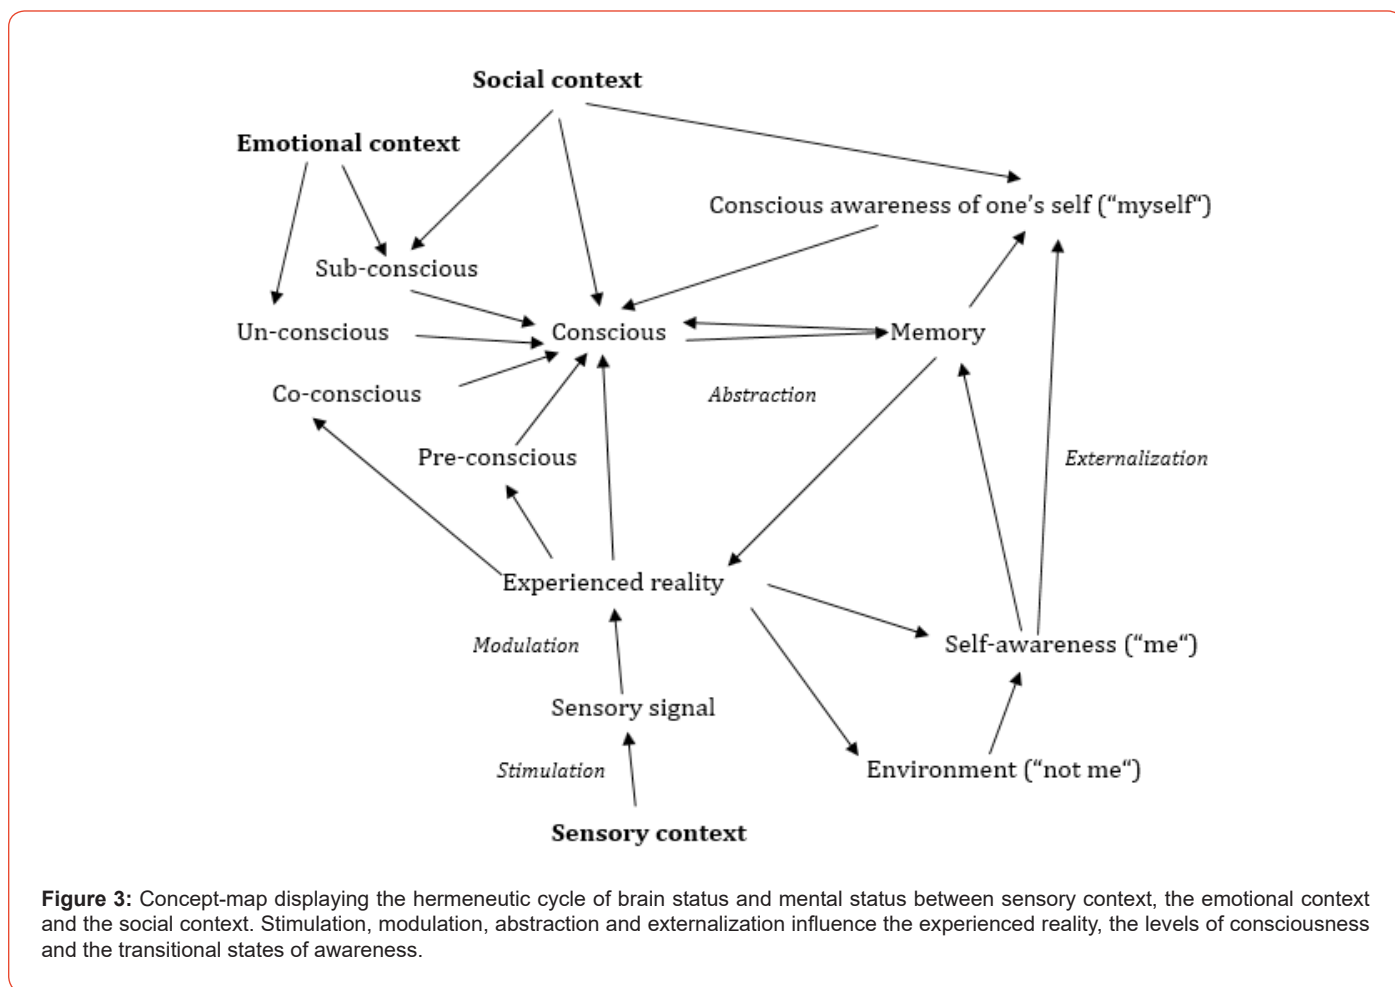 Social context
Emotional context
Conscious awareness of one's self (“myself“)
Sub-conscious
Un-conscious
Conscious
Memory
Co-conscious
Abstraction
Pre-conscious
Externalization
Experienced reality
Modulation
Self-awareness (“me“)
Sensory signal
Stimulation
Environment (“not me“)
Sensory context
Figure 3: Concept-map displaying the hermeneutic cycle of brain status and mental status between sensory context, the emotional context
and the social context. Stimulation, modulation, abstraction and externalization influence the experienced reality, the levels of consciousness
and the transitional states of awareness.